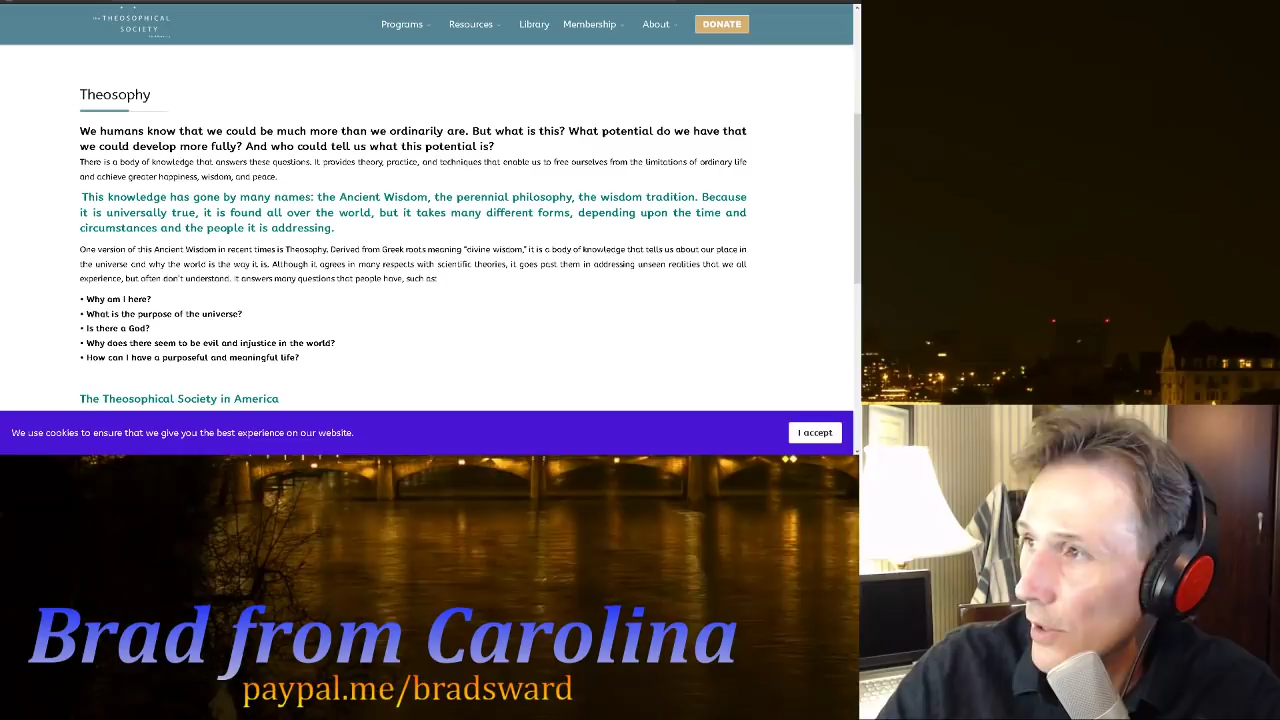 the THEOSOPHICAL
SOCIETY
Programs Resources Library Membership About DONATE
Theosophy
We humans know that we could be much more than we ordinarily are. But what is this? What potential do we have that
we could develop more fully? And who could tell us what this potential is?
There is a body of knowledge that answers these questions. It provides theory, practice, and techniques that enable us to free ourselves from the limitations of ordinary life
and achieve greater happiness, wisdom, and peace.
This knowledge has gone by many names: the Ancient Wisdom, the perennial philosophy, the wisdom tradition. Because
it is universally true, it is found all over the world, but it takes many different forms, depending upon the time and
circumstances and the people it is addressing.
One version of this Ancient Wisdom in recent times is Theosophy. Derived from Greek roots meaning "divine wisdom," it is a body of knowledge that tells us about our place in
the universe and why the world is the way it is. Although it agrees in many respects with scientific theories, it goes past them in addressing unseen realities that we all
experience, but often don't understand. It answers many questions that people have, such as:
• Why am I here?
• What is the purpose of the universe?
• Is there a God?
• Why does there seem to be evil and injustice in the world?
• How can I have a purposeful and meaningful life?
The Theosophical Society in America
We use cookies to ensure that we give you the best experience on our website.
I accept
Brad from Carolina
paypal.me/bradsward